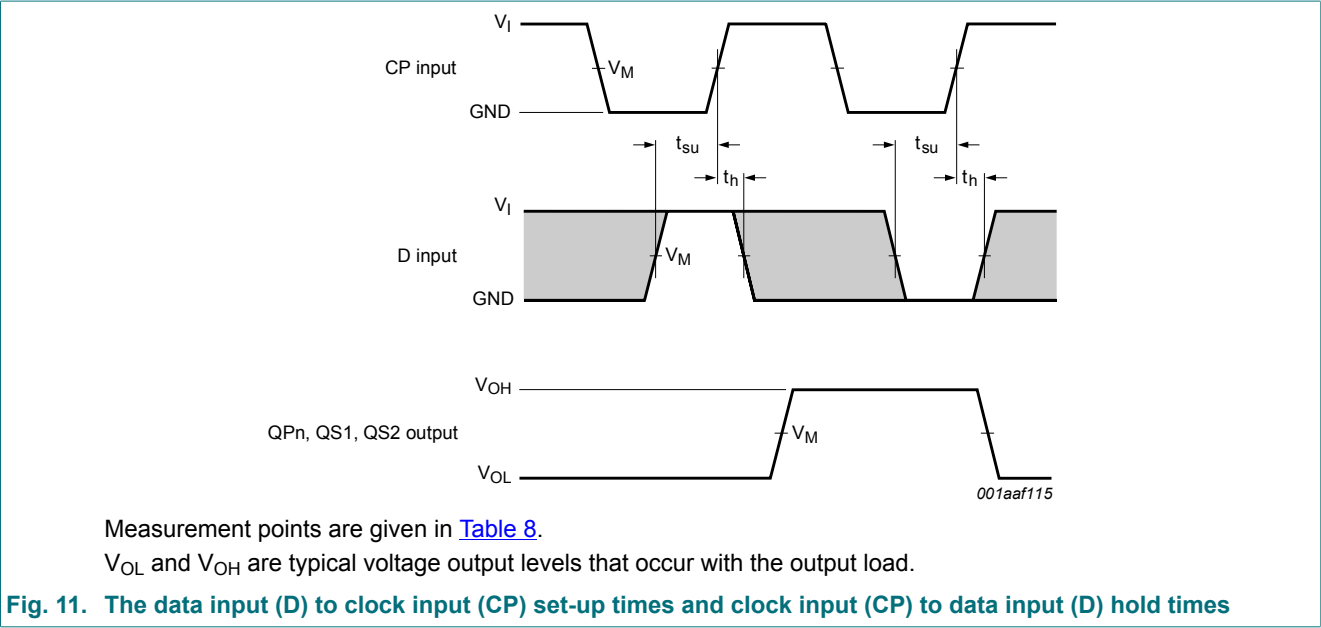 V_I
CP input
V_M
GND
t_su
t_su
t_h
t_h
V_I
D input
V_M
GND
V_OH
QPn, QS1, QS2 output
V_M
V_OL
001aaf115
Measurement points are given in Table 8.
V_OL and V_OH are typical voltage output levels that occur with the output load.
Fig. 11. The data input (D) to clock input (CP) set-up times and clock input (CP) to data input (D) hold times